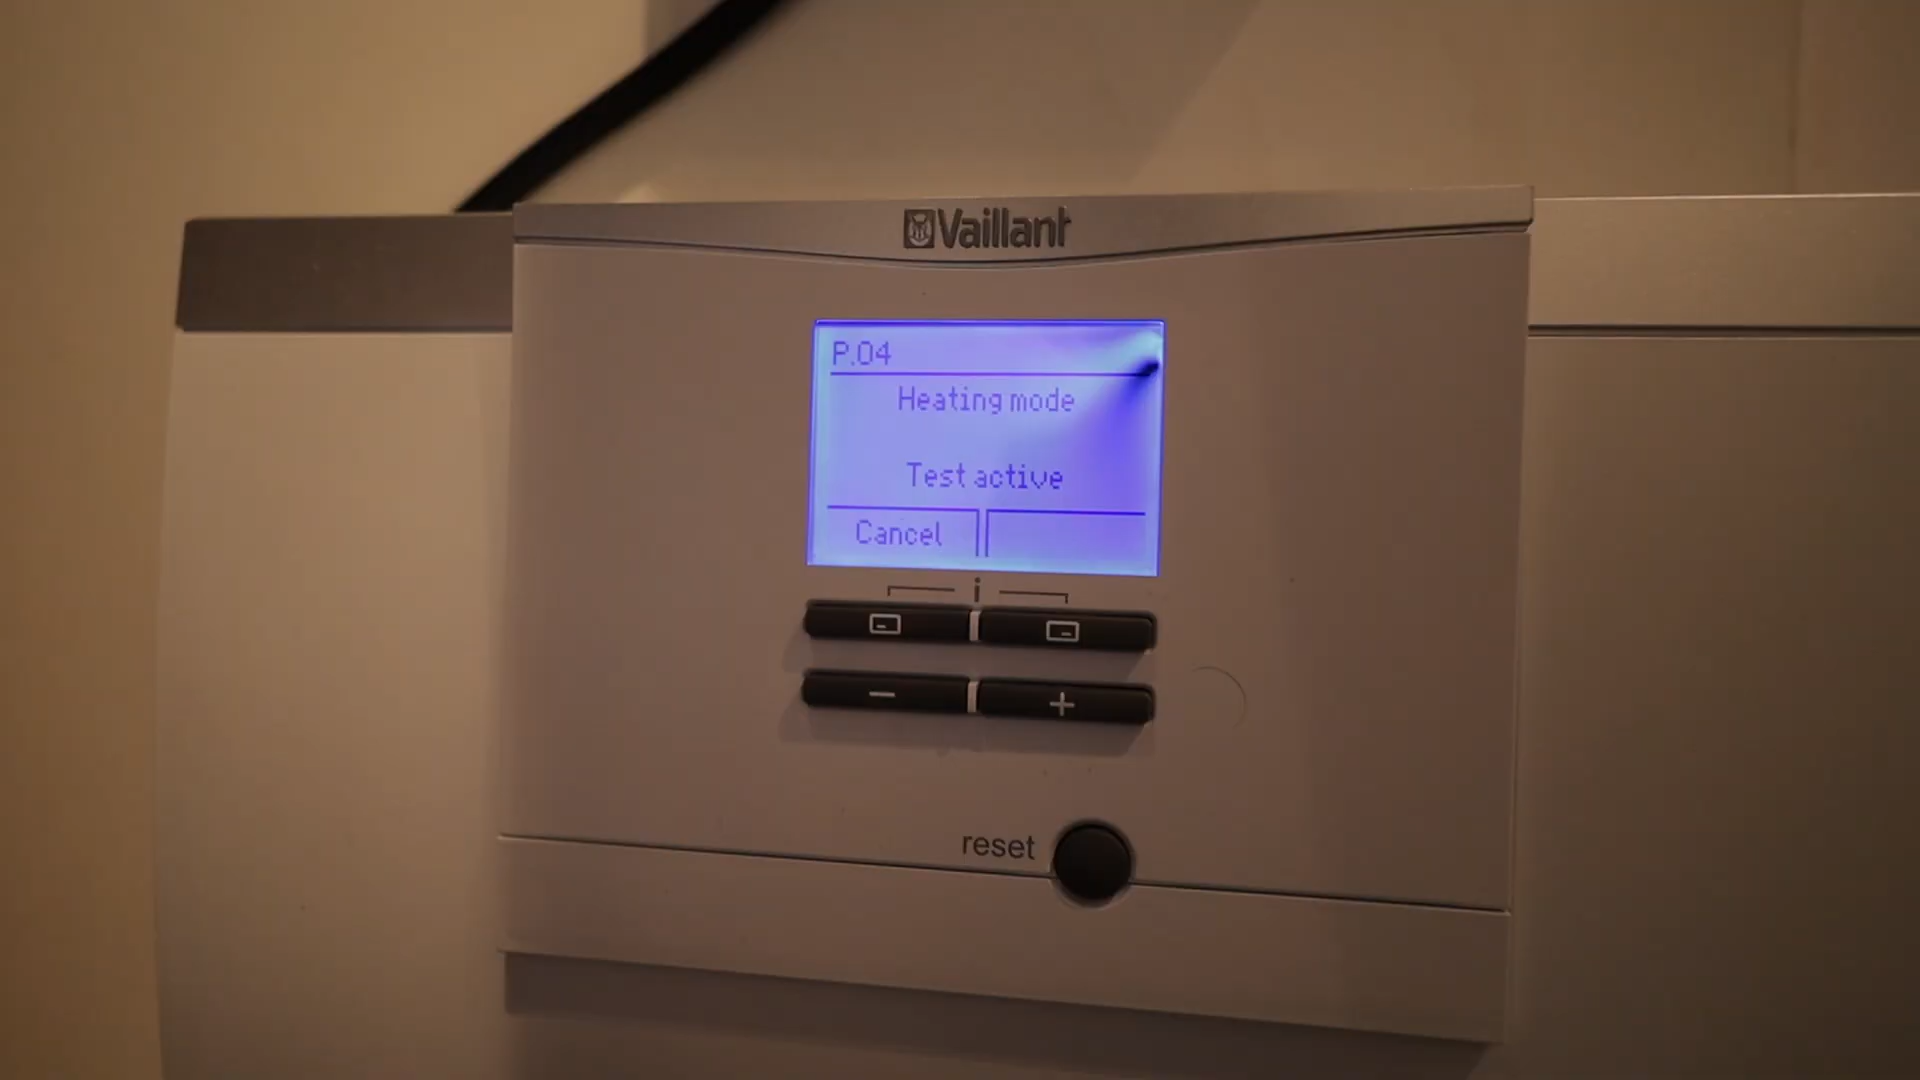 Vaillant
P.04
Heating mode
Test active
Cancel
i
− +
reset